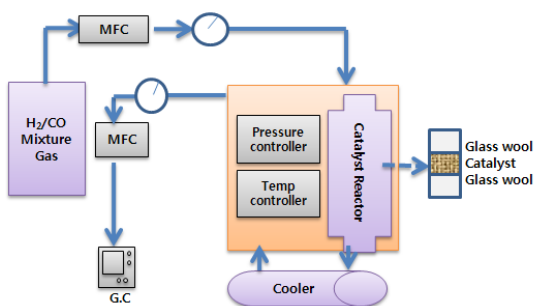 MFC
H₂/CO
Mixture
Gas
MFC
Pressure
controller
Temp
controller
Catalyst Reactor
Glass wool
Catalyst
Glass wool
Cooler
G.C